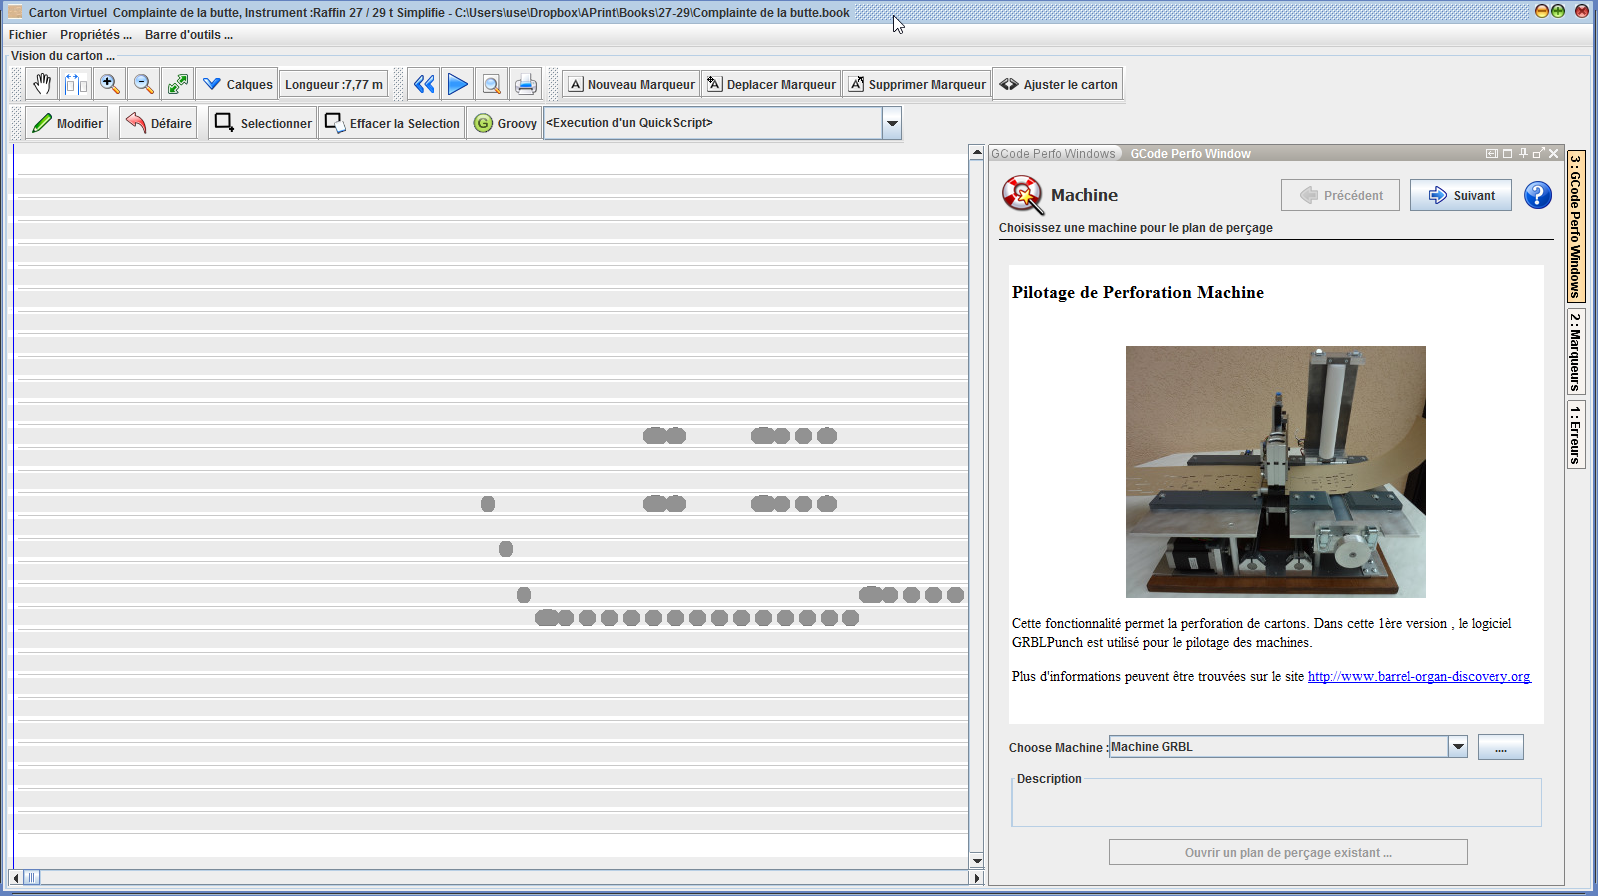 Carton Virtuel  Complainte de la butte, Instrument :Raffin 27 / 29 t Simplifie - C:\Users\use\Dropbox\APrint\Books\27-29\Complainte de la butte.book
Fichier Propriétés ... Barre d'outils ...
Vision du carton ...
Calques Longueur :7,77 m A Nouveau Marqueur A Deplacer Marqueur A Supprimer Marqueur Ajuster le carton
Modifier Défaire Selectionner Effacer la Selection G Groovy <Execution d'un QuickScript>
GCode Perfo Windows GCode Perfo Window
Machine
Précédent Suivant ?
Choisissez une machine pour le plan de perçage
Pilotage de Perforation Machine
Cette fonctionnalité permet la perforation de cartons. Dans cette 1ère version , le logiciel
GRBLPunch est utilisé pour le pilotage des machines.
Plus d'informations peuvent être trouvées sur le site http://www.barrel-organ-discovery.org
Choose Machine : Machine GRBL ....
Description
Ouvrir un plan de perçage existant ...
3 : GCode Perfo Windows
2 : Marqueurs
1 : Erreurs